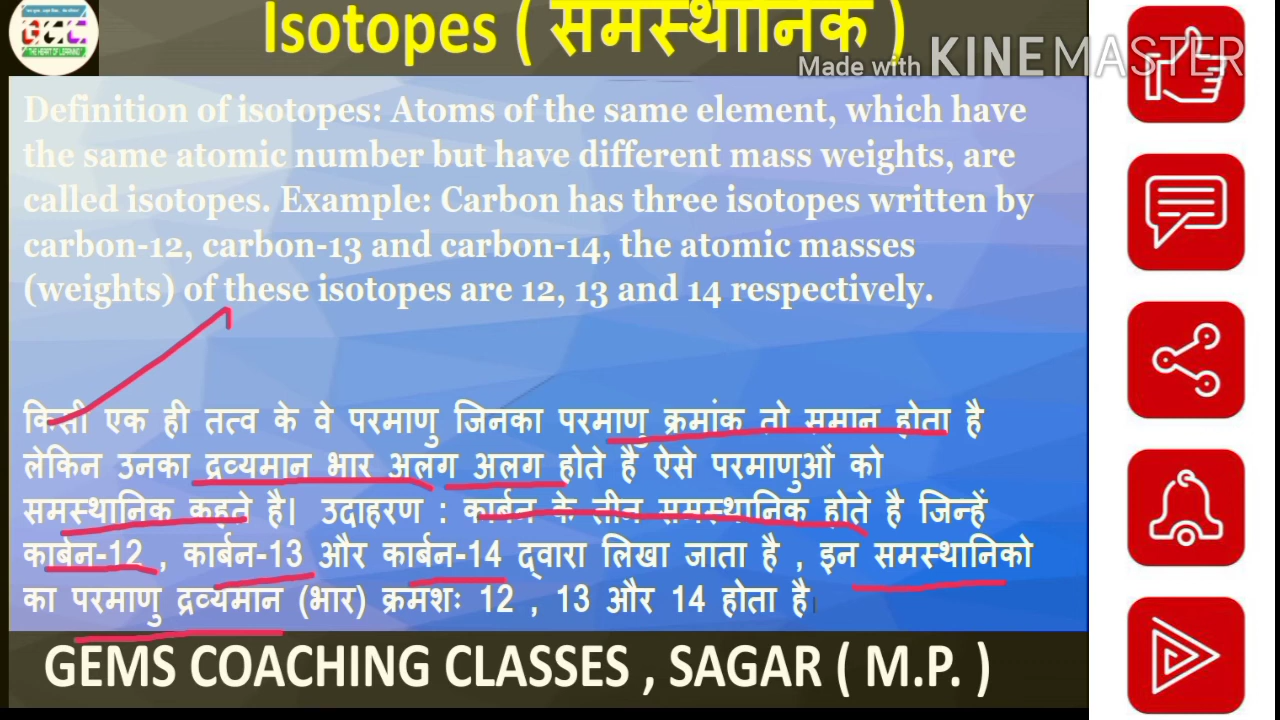 Isotopes ( समस्थानिक )
Made with KINEMASTER
THE HEART OF LEARNING
Definition of isotopes: Atoms of the same element, which have
the same atomic number but have different mass weights, are
called isotopes. Example: Carbon has three isotopes written by
carbon-12, carbon-13 and carbon-14, the atomic masses
(weights) of these isotopes are 12, 13 and 14 respectively.
किसी एक ही तत्व के वे परमाणु जिनका परमाणु क्रमांक तो समान होता है
लेकिन उनका द्रव्यमान भार अलग अलग होते है ऐसे परमाणुओं को
समस्थानिक कहते है। उदाहरण : कार्बन के तीन समस्थानिक होते है जिन्हें
कार्बन-12 , कार्बन-13 और कार्बन-14 द्वारा लिखा जाता है , इन समस्थानिको
का परमाणु द्रव्यमान (भार) क्रमशः 12 , 13 और 14 होता है
GEMS COACHING CLASSES , SAGAR ( M.P. )